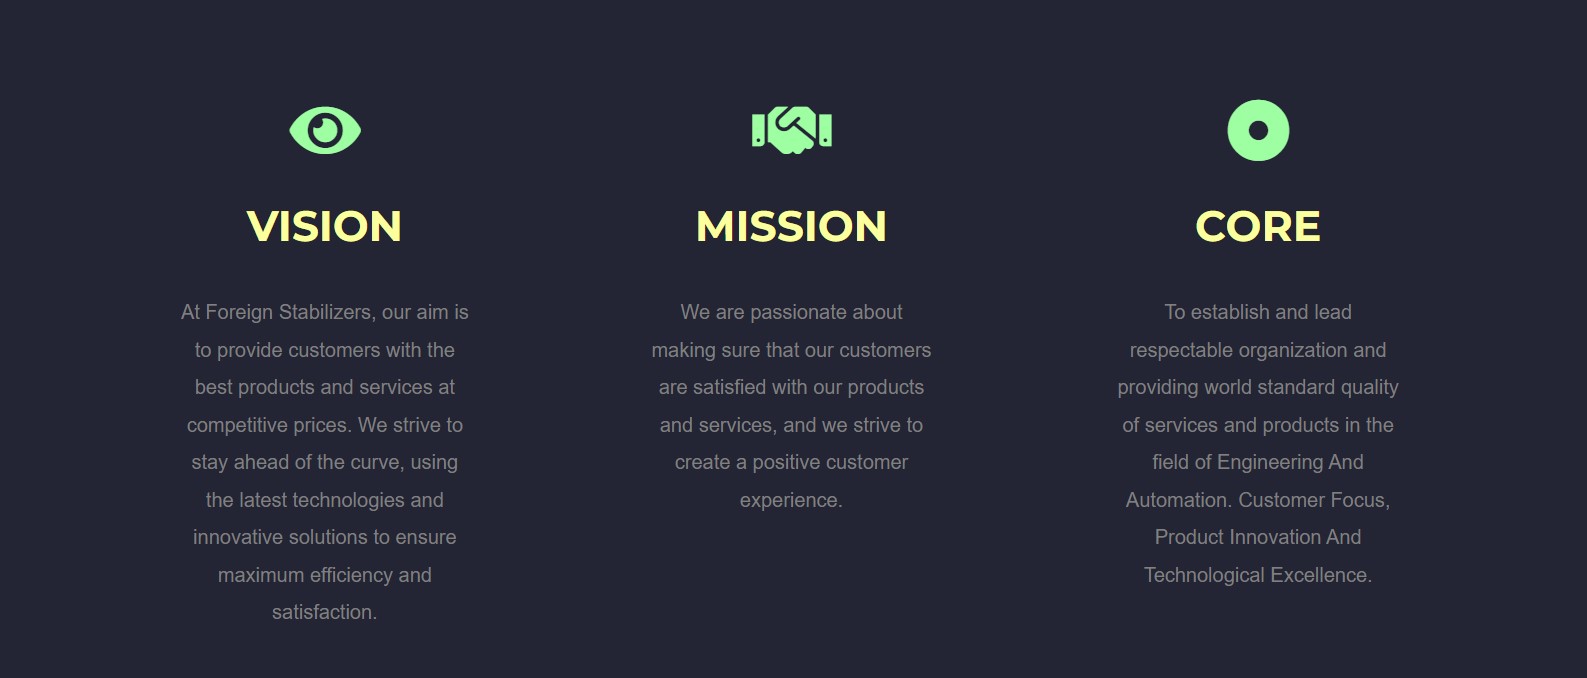 VISION
At Foreign Stabilizers, our aim is
to provide customers with the
best products and services at
competitive prices. We strive to
stay ahead of the curve, using
the latest technologies and
innovative solutions to ensure
maximum efficiency and
satisfaction.
MISSION
We are passionate about
making sure that our customers
are satisfied with our products
and services, and we strive to
create a positive customer
experience.
CORE
To establish and lead
respectable organization and
providing world standard quality
of services and products in the
field of Engineering And
Automation. Customer Focus,
Product Innovation And
Technological Excellence.